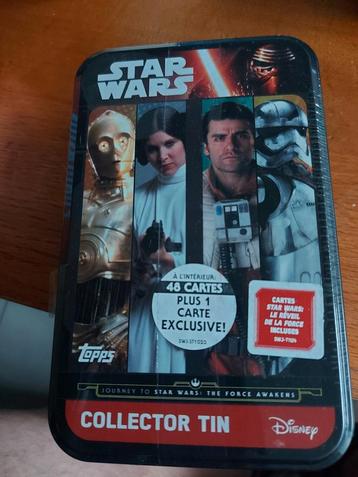 STAR
WARS
À L'INTÉRIEUR:
48 CARTES
PLUS 1
CARTE
EXCLUSIVE!
CARTES
STAR WARS:
LE RÉVEIL
DE LA FORCE
INCLUSES
topps
JOURNEY TO STAR WARS: THE FORCE AWAKENS
COLLECTOR TIN
Disney